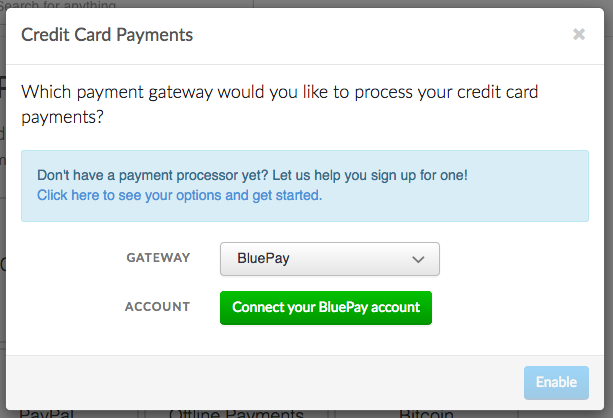 Search for anything
Credit Card Payments
×
Which payment gateway would you like to process your credit card
payments?
Don't have a payment processor yet? Let us help you sign up for one!
Click here to see your options and get started.
GATEWAY BluePay
ACCOUNT Connect your BluePay account
Enable
PayPal Offline Payments Bitcoin